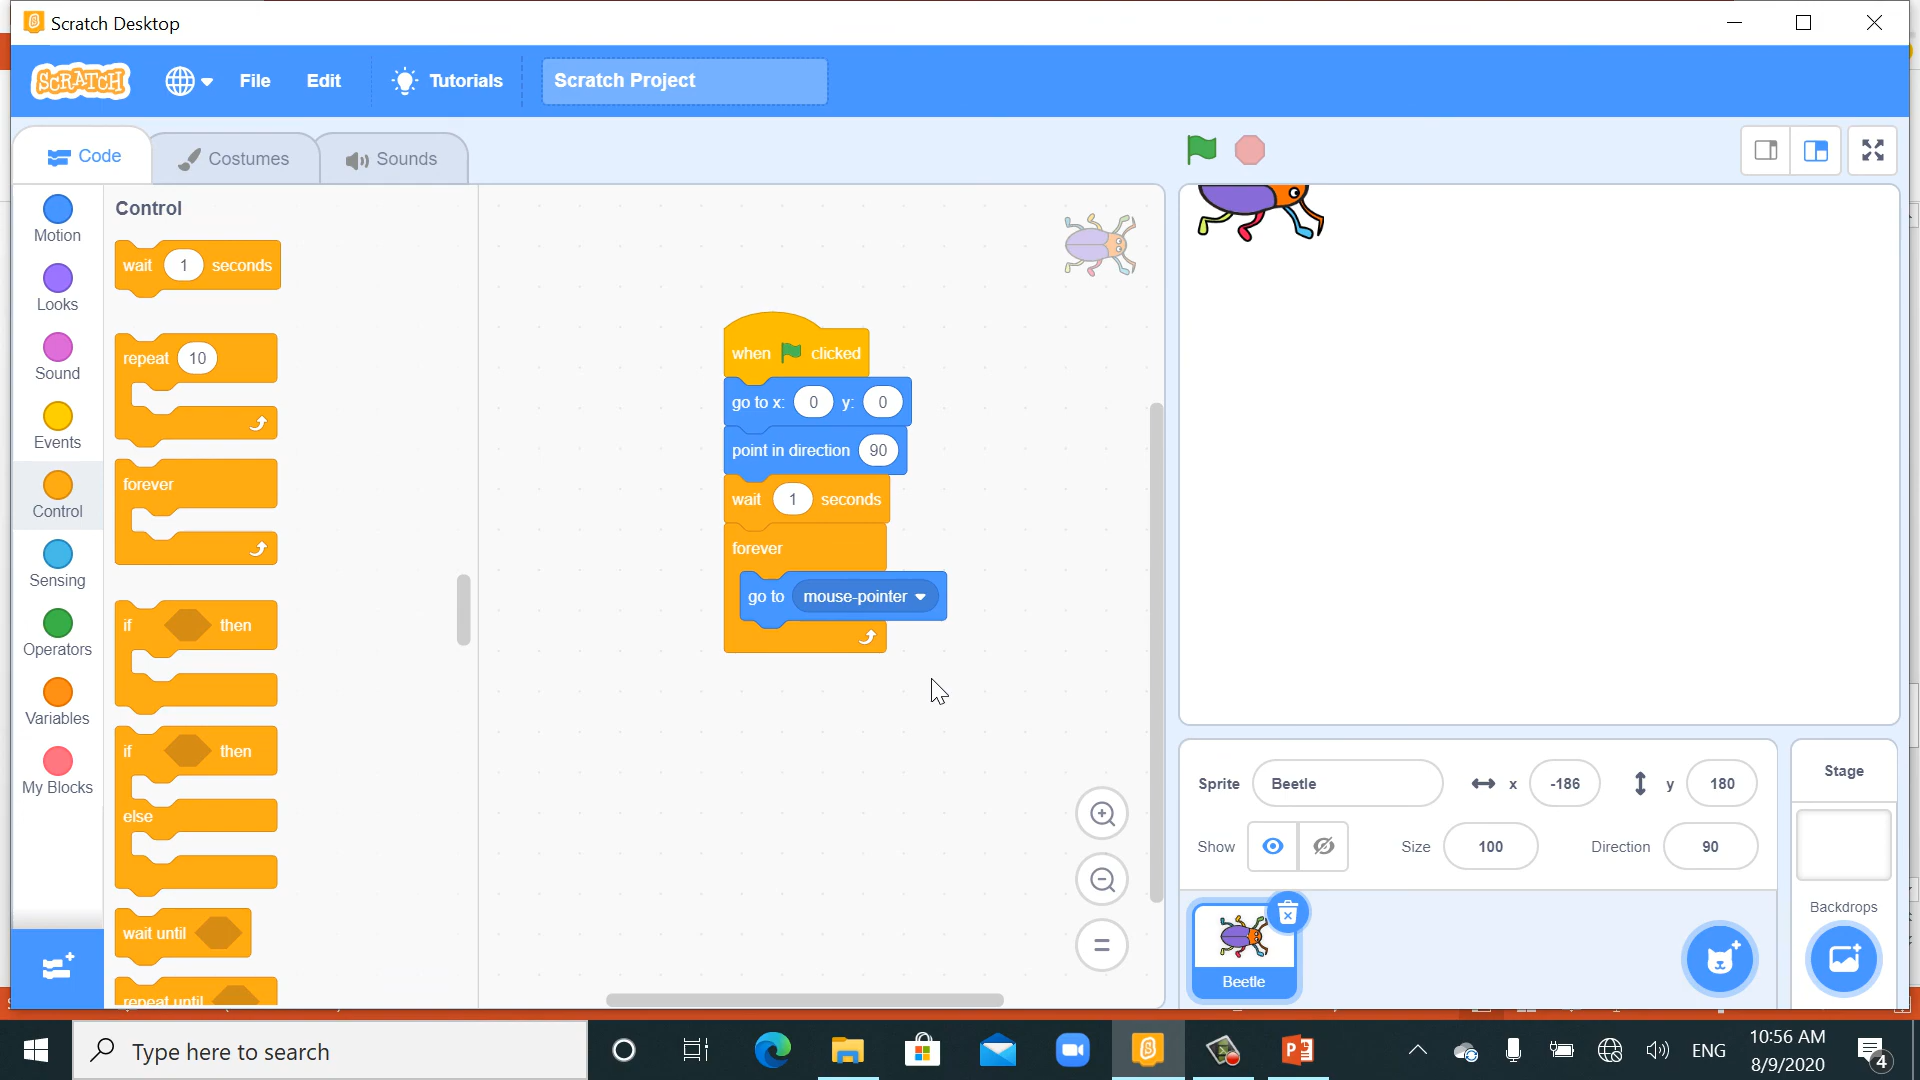 Scratch Desktop
SCRATCH
File
Edit
Tutorials
Scratch Project
Code
Costumes
Sounds
Motion
Looks
Sound
Events
Control
Sensing
Operators
Variables
My Blocks
Control
wait 1 seconds
repeat 10
forever
if then
if then
else
wait until
repeat until
when clicked
go to x: 0 y: 0
point in direction 90
wait 1 seconds
forever
go to mouse-pointer
Sprite Beetle x -186 y 180
Show Size 100 Direction 90
Beetle
Stage
Backdrops
Type here to search
ENG
10:56 AM
8/9/2020
4